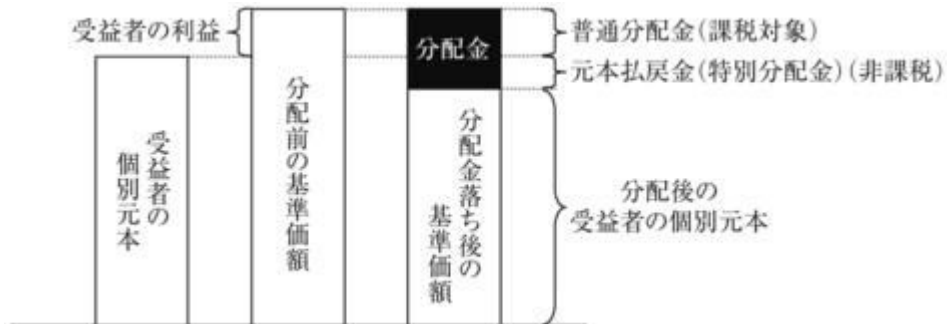 受益者の利益
受益者の
個別元本
分配前の基準価額
分配金
分配金落ち後の
基準価額
普通分配金(課税対象)
元本払戻金(特別分配金)(非課税)
分配後の
受益者の個別元本